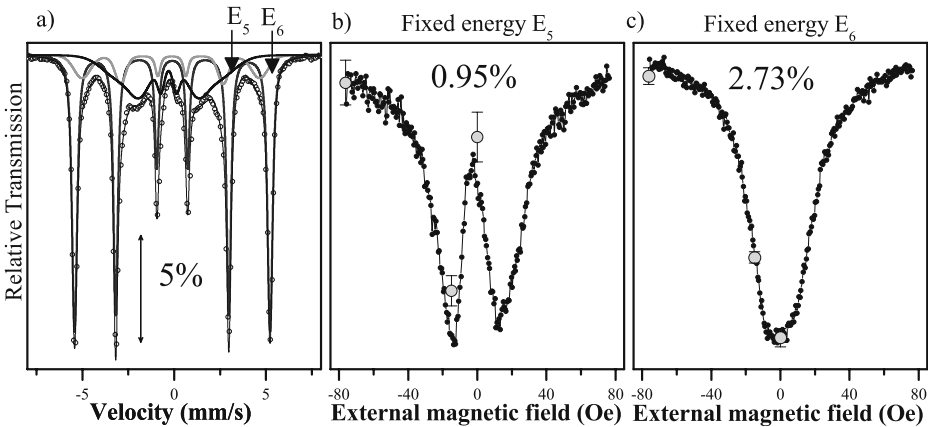 a)
E5
E6
b)
Fixed energy E5
c)
Fixed energy E6
0.95%
2.73%
5%
Relative Transmission
-5
0
5
-80
-40
0
40
80
-80
-40
0
40
80
Velocity (mm/s)
External magnetic field (Oe)
External magnetic field (Oe)